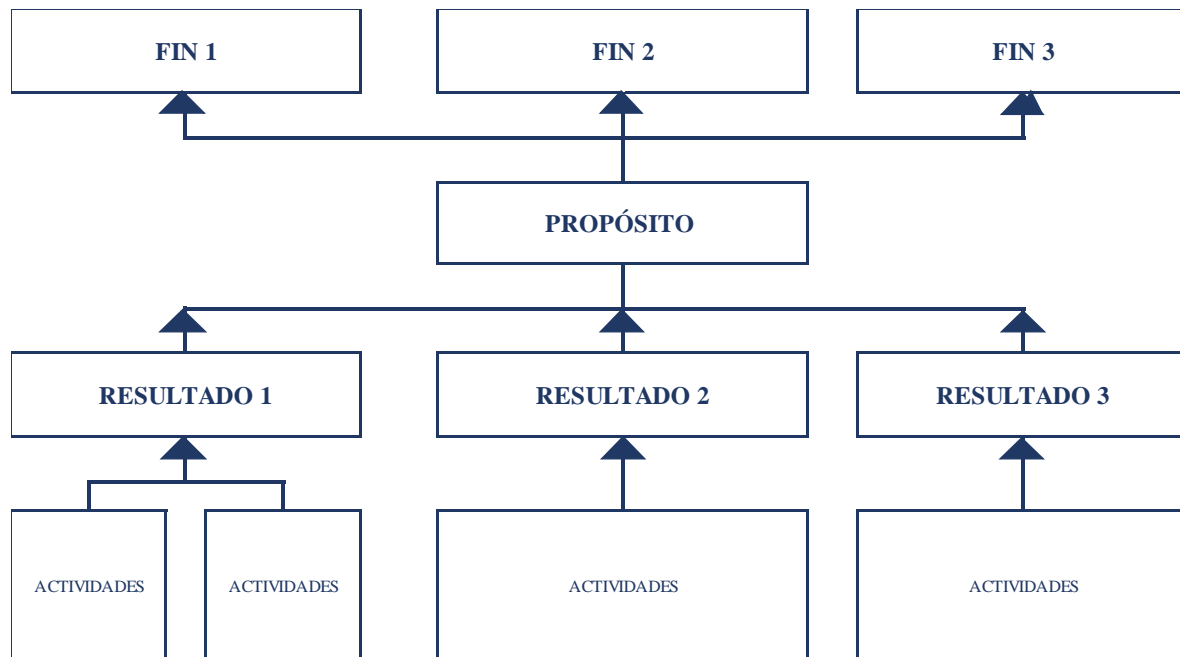 FIN 1
FIN 2
FIN 3
PROPÓSITO
RESULTADO 1
RESULTADO 2
RESULTADO 3
ACTIVIDADES
ACTIVIDADES
ACTIVIDADES
ACTIVIDADES